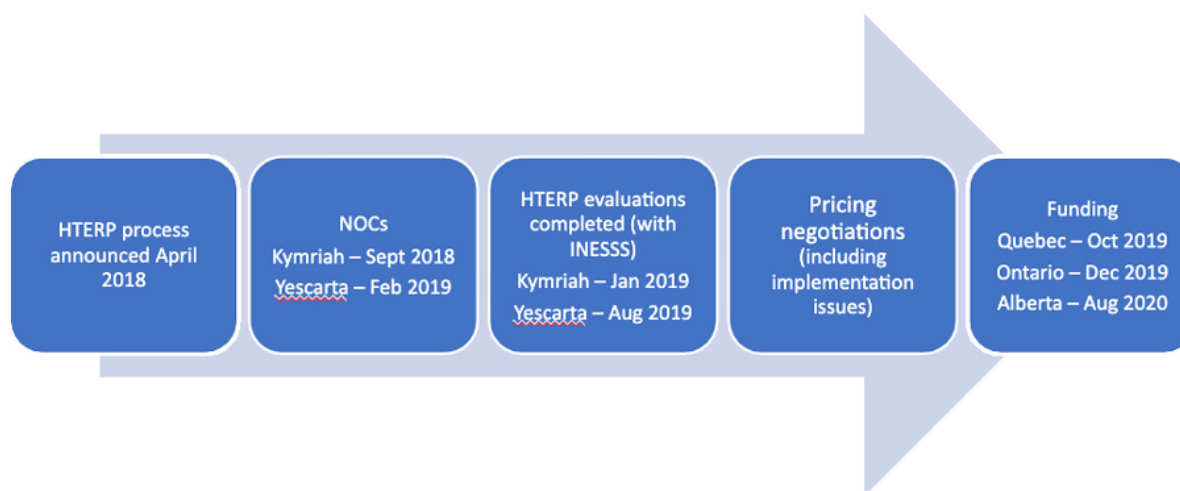 HTERP process
announced April
2018
NOCs
Kymriah – Sept 2018
Yescarta – Feb 2019
HTERP evaluations
completed (with
INESSS)
Kymriah – Jan 2019
Yescarta – Aug 2019
Pricing
negotiations
(including
implementation
issues)
Funding
Quebec – Oct 2019
Ontario – Dec 2019
Alberta – Aug 2020